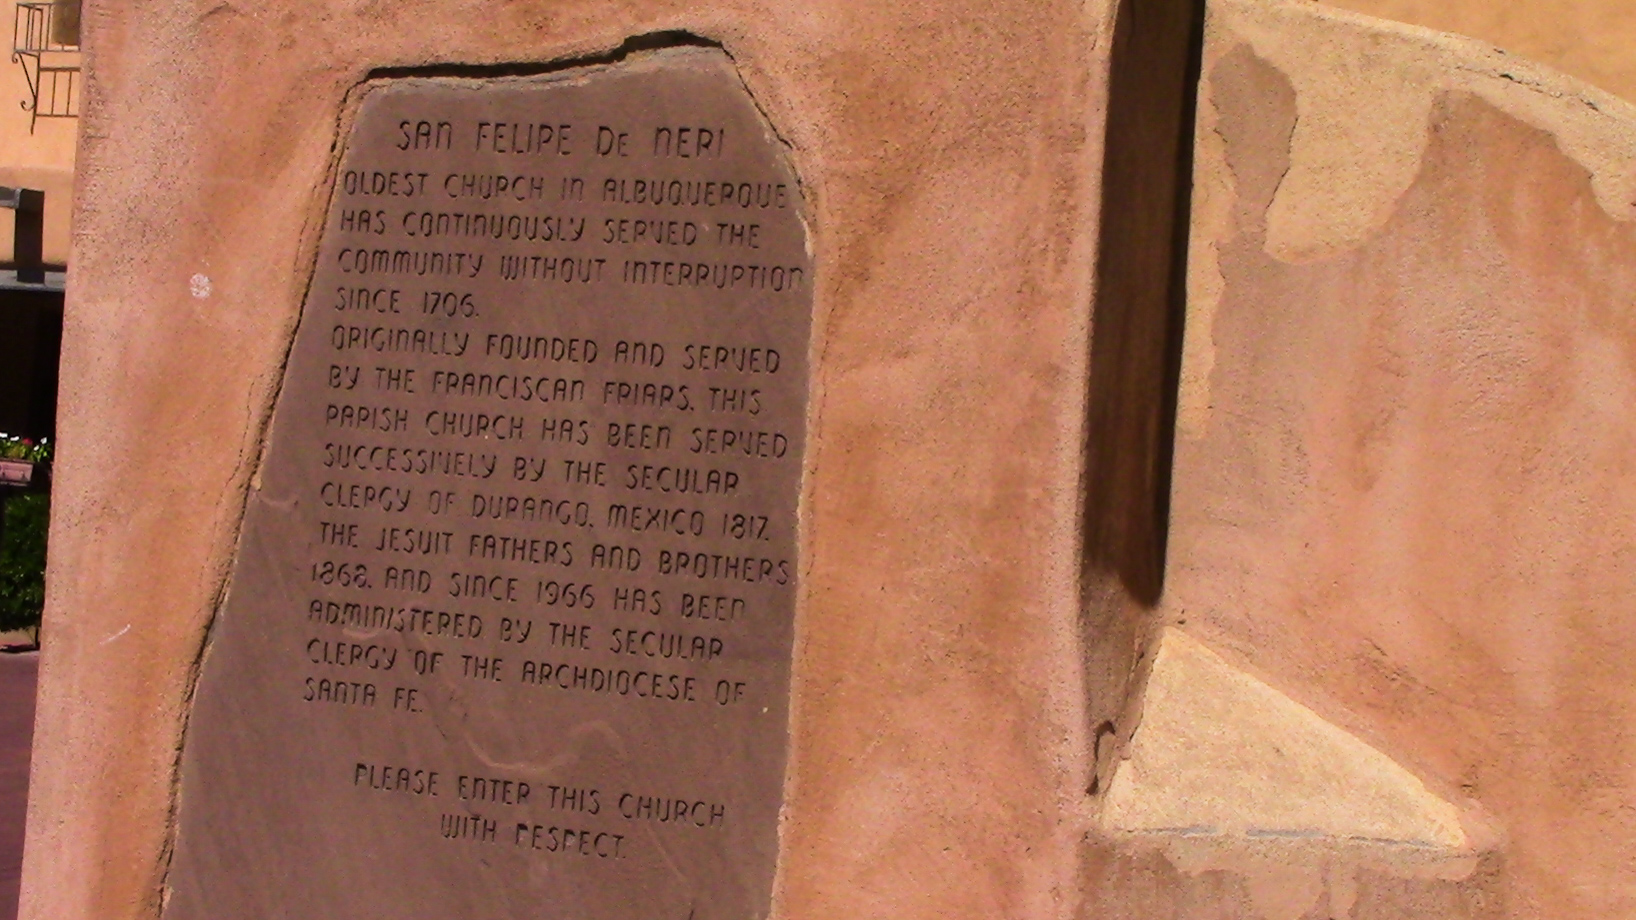 SAN FELIPE DE NERI
OLDEST CHURCH IN ALBUQUERQUE
HAS CONTINUOUSLY SERVED THE
COMMUNITY WITHOUT INTERRUPTION
SINCE 1706.
ORIGINALLY FOUNDED AND SERVED
BY THE FRANCISCAN FRIARS. THIS
PARISH CHURCH HAS BEEN SERVED
SUCCESSIVELY BY THE SECULAR
CLERGY OF DURANGO, MEXICO 1817.
THE JESUIT FATHERS AND BROTHERS
1868. AND SINCE 1966 HAS BEEN
ADMINISTERED BY THE SECULAR
CLERGY OF THE ARCHDIOCESE OF
SANTA FE.
PLEASE ENTER THIS CHURCH
WITH RESPECT.